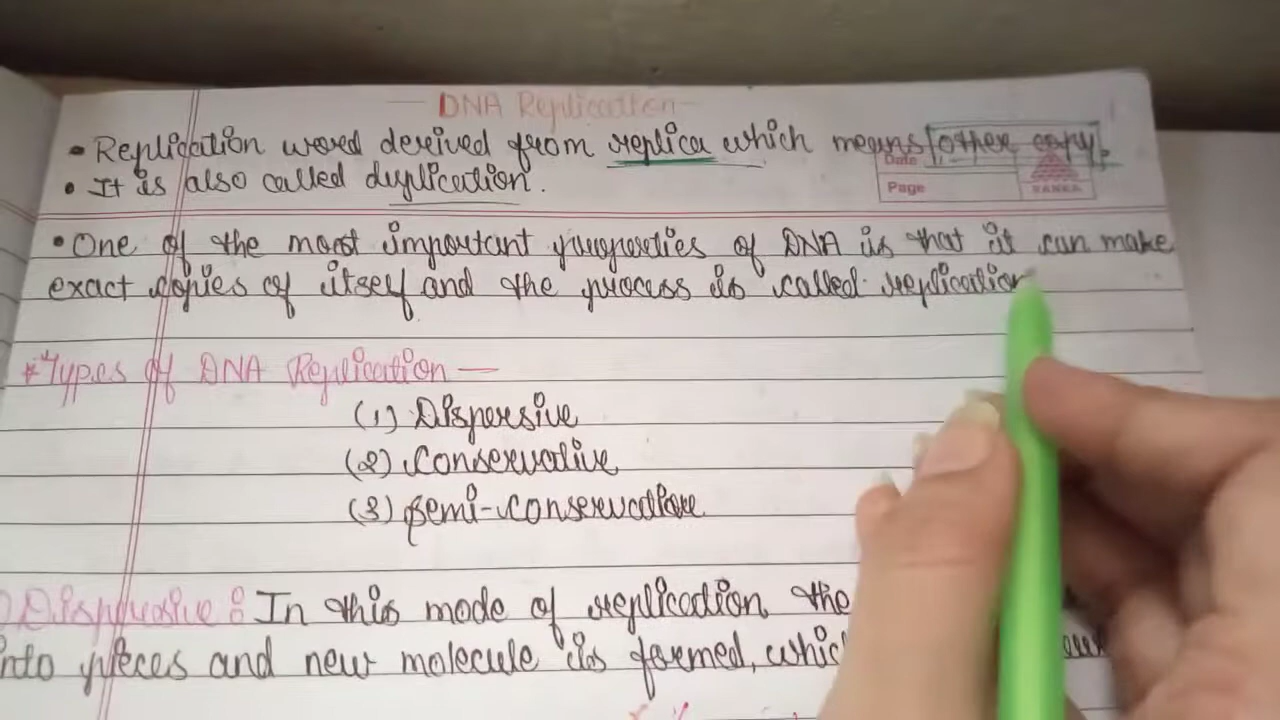 DNA Replication
• Replication word derived from replica which means other copy.
Date
• It is also called duplication.
Page
• One of the most important properties of DNA is that it can make
exact copies of itself and the process is called replication
* Types of DNA Replication —
(1) Dispersive
(2) Conservative
(3) Semi-conservative
) Dispersive : In this mode of replication the
into pieces and new molecule is formed, which